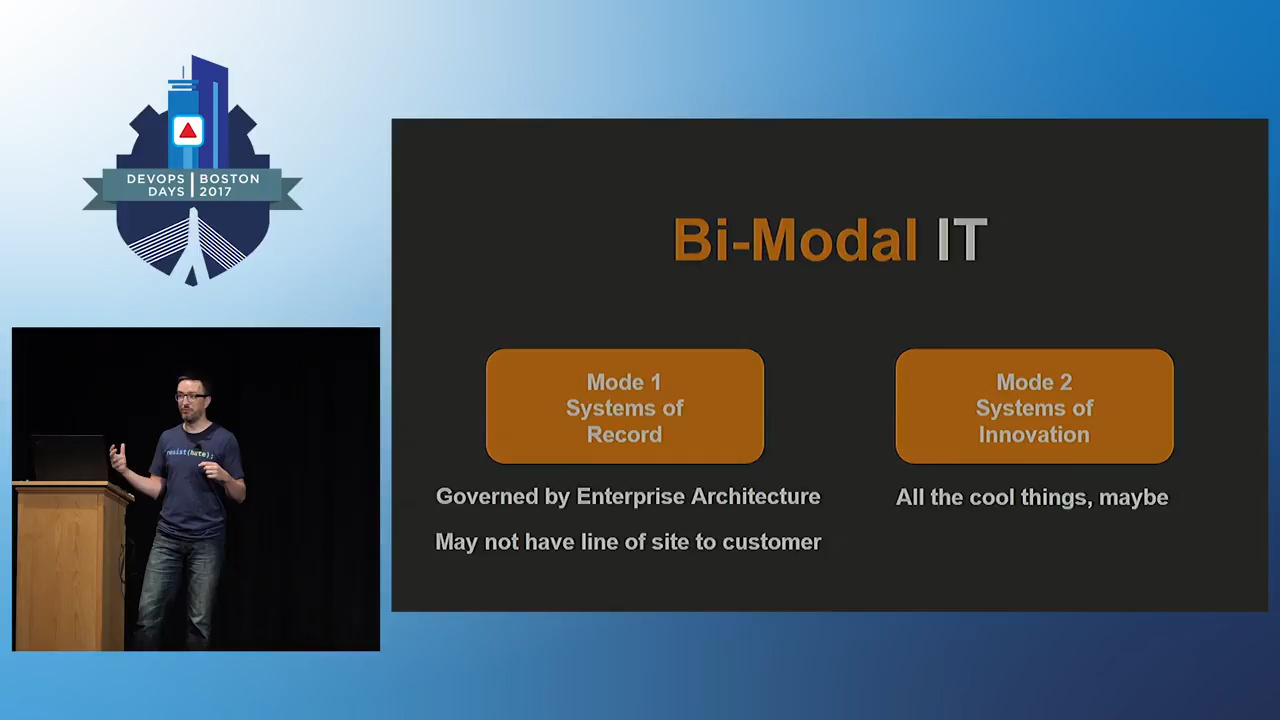 DEVOPS BOSTON
DAYS 2017
resist(hate);
Bi-Modal IT
Mode 1
Systems of
Record
Mode 2
Systems of
Innovation
Governed by Enterprise Architecture
May not have line of site to customer
All the cool things, maybe